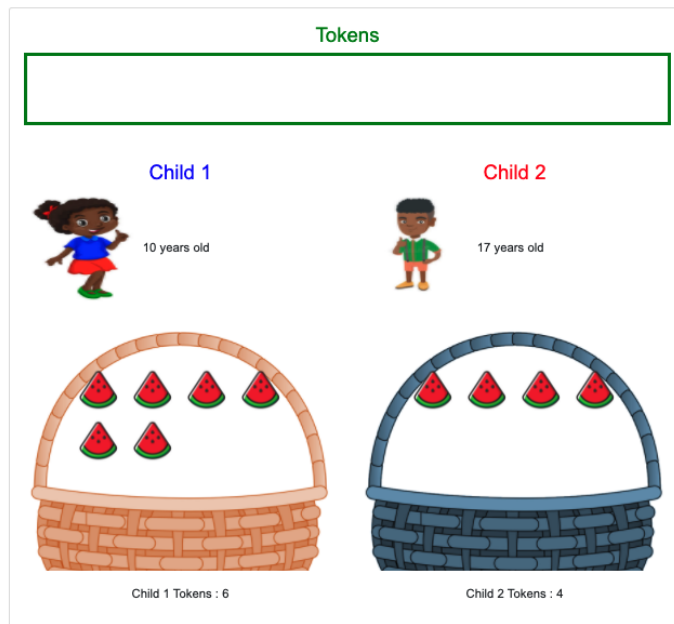 Tokens
Child 1
Child 2
10 years old
17 years old
Child 1 Tokens : 6
Child 2 Tokens : 4